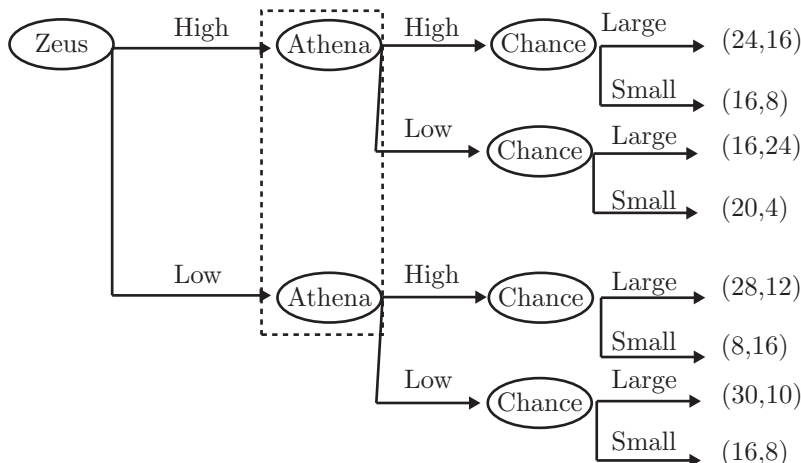 Zeus High Athena High Chance Large (24,16)
Small (16,8)
Low Chance Large (16,24)
Small (20,4)
Low Athena High Chance Large (28,12)
Small (8,16)
Low Chance Large (30,10)
Small (16,8)